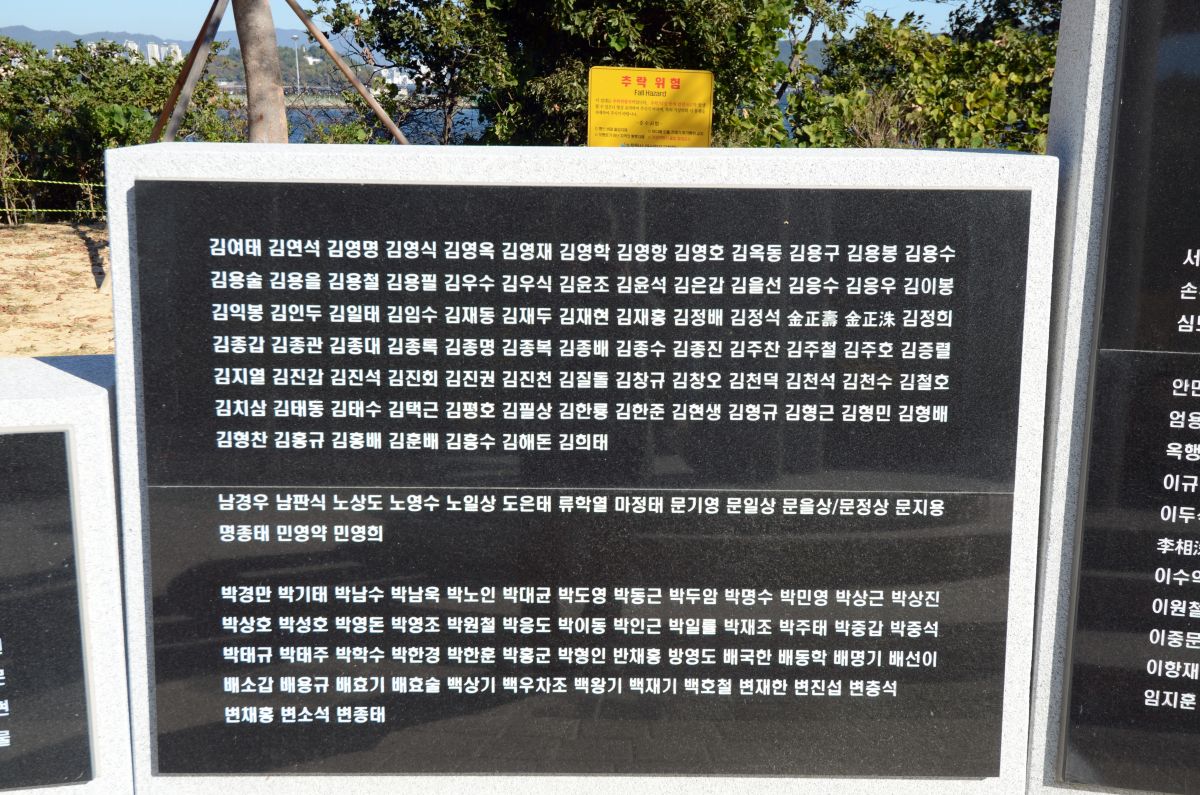 추락 위험
Fall Hazard
김여태 김연석 김영명 김영식 김영옥 김영재 김영학 김영항 김영호 김옥동 김용구 김용봉 김용수
김용술 김용을 김용철 김용필 김우수 김우식 김윤조 김윤석 김은갑 김을선 김응수 김응우 김이봉
김익봉 김인두 김일태 김임수 김재동 김재두 김재현 김재홍 김정배 김정석 金正壽 金正洙 김정희
김종갑 김종관 김종대 김종록 김종명 김종복 김종배 김종수 김종진 김주찬 김주철 김주호 김증렬
김지열 김진갑 김진석 김진회 김진권 김진천 김질돌 김창규 김창오 김천덕 김천석 김천수 김철호
김치삼 김태동 김태수 김택근 김평호 김필상 김한룡 김한준 김현생 김형규 김형근 김형민 김형배
김형찬 김홍규 김홍배 김훈배 김흥수 김해돈 김희태
남경우 남판식 노상도 노영수 노일상 도은태 류학열 마정태 문기영 문일상 문을상/문정상 문지용
명종태 민영약 민영희
박경만 박기태 박남수 박남욱 박노인 박대균 박도영 박동근 박두암 박명수 박민영 박상근 박상진
박상호 박성호 박영돈 박영조 박원철 박응도 박이동 박인근 박일률 박재조 박주태 박중갑 박중석
박태규 박태주 박학수 박한경 박한훈 박흥군 박형인 반채홍 방영도 배국한 배동학 배명기 배선이
배소갑 배용규 배효기 배효술 백상기 백우차조 백왕기 백재기 백호철 변재한 변진섭 변충석
변채홍 변소석 변종태
서
손
안민
엄용
옥행
이규
이두
李相
이수
이원철
이중문
이항재
임지훈